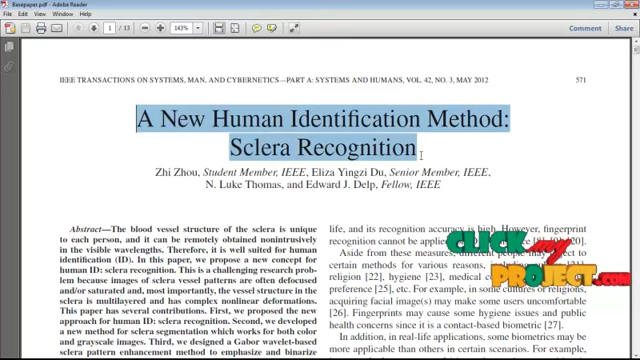 Basepaper.pdf - Adobe Reader
File Edit View Window Help
1 / 13
143%
Comment Share
IEEE TRANSACTIONS ON SYSTEMS, MAN, AND CYBERNETICS—PART A: SYSTEMS AND HUMANS, VOL. 42, NO. 3, MAY 2012 571
A New Human Identification Method:
Sclera Recognition
Zhi Zhou, Student Member, IEEE, Eliza Yingzi Du, Senior Member, IEEE,
N. Luke Thomas, and Edward J. Delp, Fellow, IEEE
Abstract—The blood vessel structure of the sclera is unique
to each person, and it can be remotely obtained nonintrusively
in the visible wavelengths. Therefore, it is well suited for human
identification (ID). In this paper, we propose a new concept for
human ID: sclera recognition. This is a challenging research prob-
lem because images of sclera vessel patterns are often defocused
and/or saturated and, most importantly, the vessel structure in the
sclera is multilayered and has complex nonlinear deformations.
This paper has several contributions. First, we proposed the
new approach for human ID: sclera recognition. Second, we developed
a new method for sclera segmentation which works for both color
and grayscale images. Third, we designed a Gabor wavelet-based
sclera pattern enhancement method to emphasize and binarize
life, and its recognition accuracy is high. However, fingerprint
recognition cannot be applied
Aside from these measures, different people may object to
certain methods for various reasons,
religion [22], hygiene [23], medical
preference [25], etc. For example, in some cultures or religions,
acquiring facial image(s) may make some users uncomfortable
[26]. Fingerprints may cause some hygiene issues and public
health concerns since it is a contact-based biometric [27].
In addition, in real-life applications, some biometrics may be
more applicable than others in certain scenarios. For
CLICK my
PROJECT.com